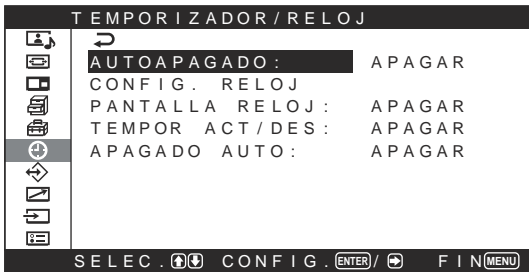 TEMPORIZADOR/RELOJ
AUTOAPAGADO: APAGAR
CONFIG. RELOJ
PANTALLA RELOJ: APAGAR
TEMPOR ACT/DES: APAGAR
APAGADO AUTO: APAGAR
SELEC. CONFIG. ENTER / FIN MENU